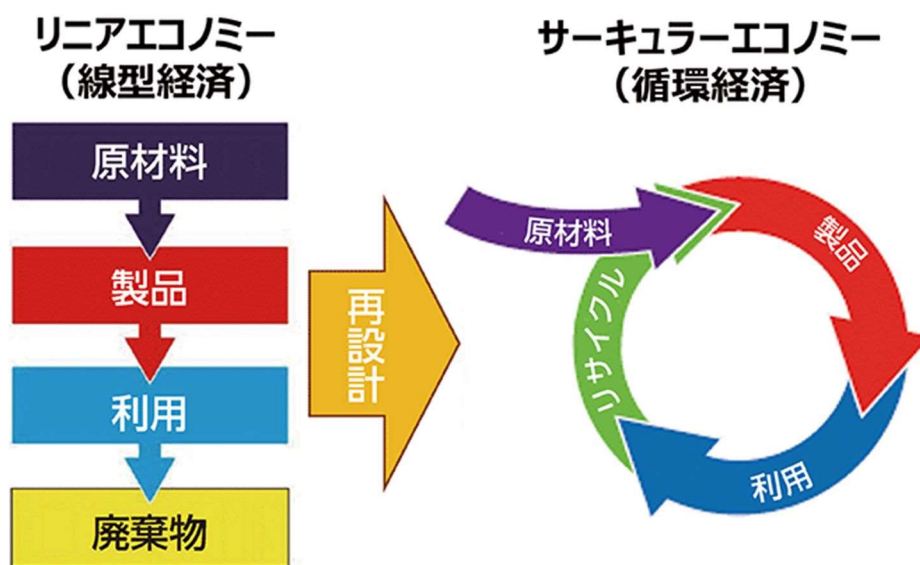 リニアエコノミー
（線型経済）
原材料
製品
利用
廃棄物
再設計
サーキュラーエコノミー
（循環経済）
原材料
製品
利用
リサイクル